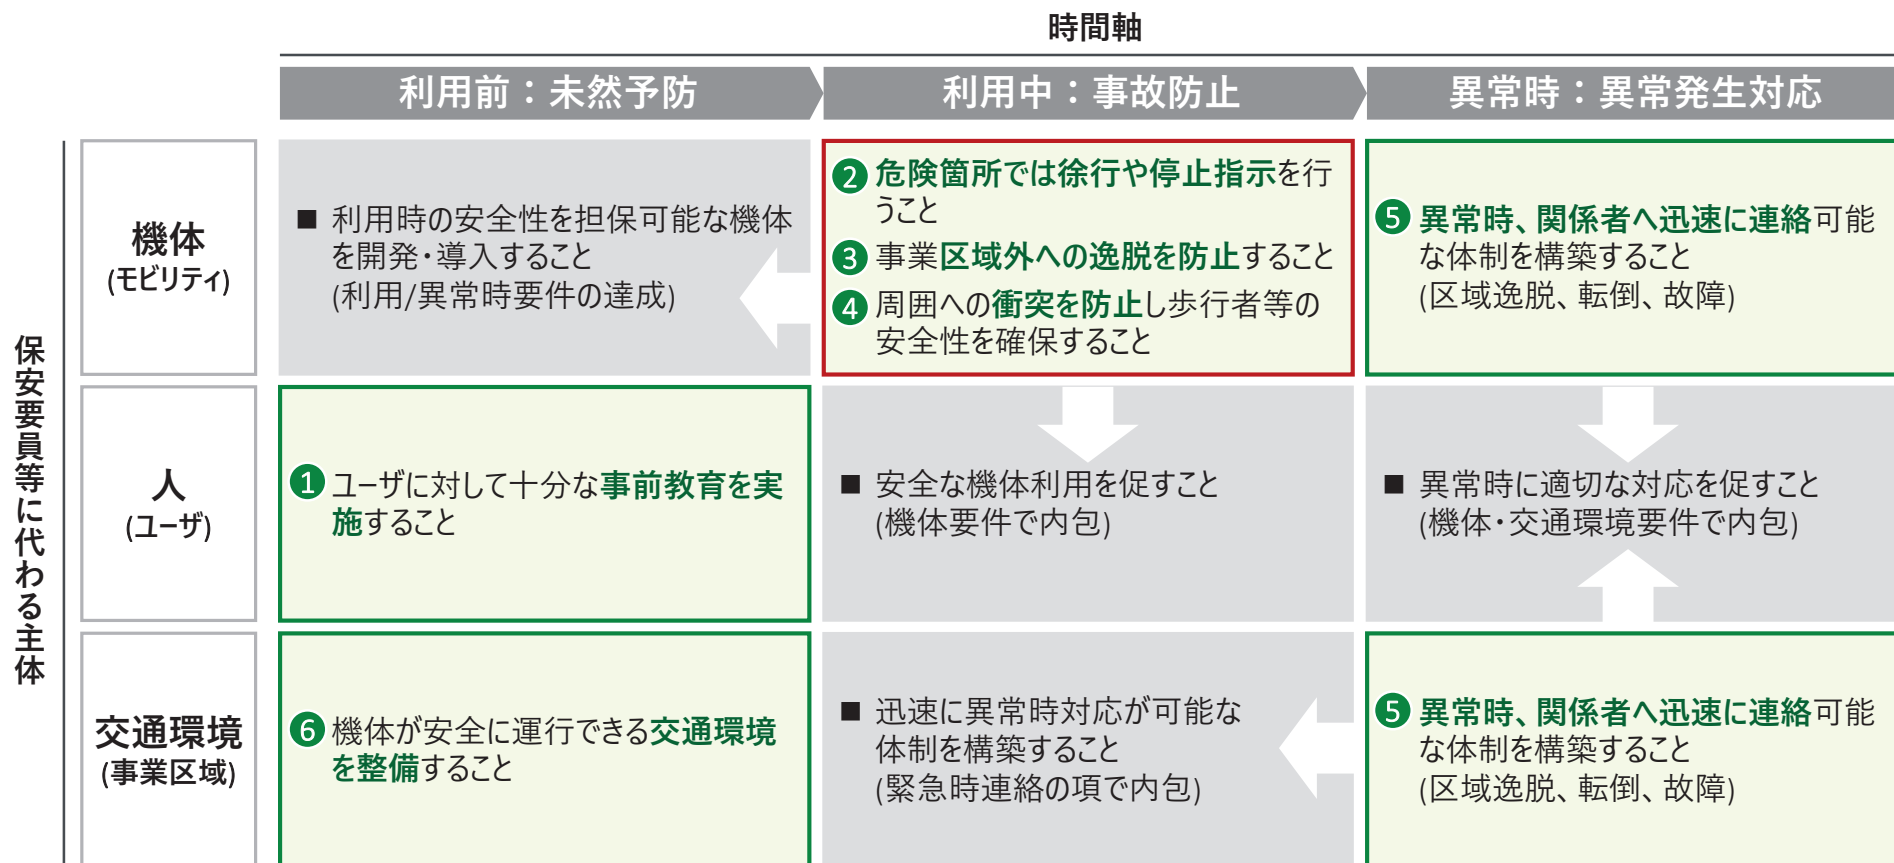 時間軸
利用前：未然予防
利用中：事故防止
異常時：異常発生対応
保安要員等に代わる主体
機体
(モビリティ)
■ 利用時の安全性を担保可能な機体
を開発・導入すること
(利用/異常時要件の達成)
2 危険箇所では徐行や停止指示を行
うこと
3 事業区域外への逸脱を防止すること
4 周囲への衝突を防止し歩行者等の
安全性を確保すること
5 異常時、関係者へ迅速に連絡可能
な体制を構築すること
(区域逸脱、転倒、故障)
人
(ユーザ)
1 ユーザに対して十分な事前教育を実
施すること
■ 安全な機体利用を促すこと
(機体要件で内包)
■ 異常時に適切な対応を促すこと
(機体・交通環境要件で内包)
交通環境
(事業区域)
6 機体が安全に運行できる交通環境
を整備すること
■ 迅速に異常時対応が可能な
体制を構築すること
(緊急時連絡の項で内包)
5 異常時、関係者へ迅速に連絡可能
な体制を構築すること
(区域逸脱、転倒、故障)